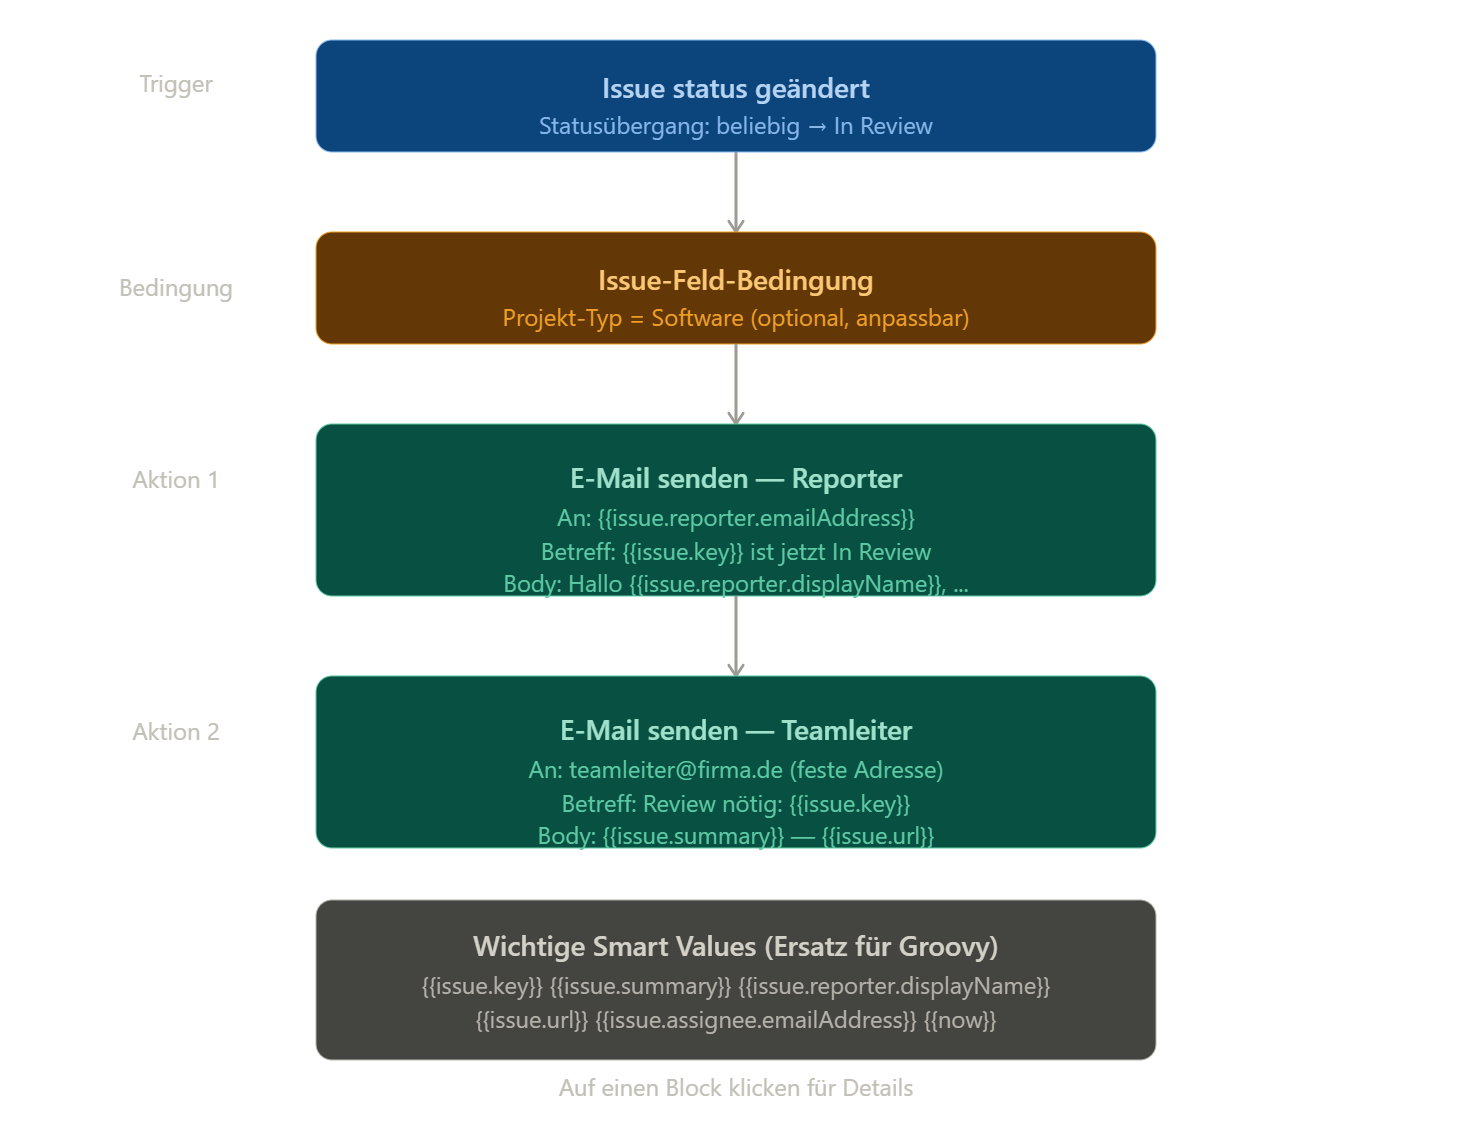 Trigger
Issue status geändert
Statusübergang: beliebig → In Review
Bedingung
Issue-Feld-Bedingung
Projekt-Typ = Software (optional, anpassbar)
Aktion 1
E-Mail senden — Reporter
An: {{issue.reporter.emailAddress}}
Betreff: {{issue.key}} ist jetzt In Review
Body: Hallo {{issue.reporter.displayName}}, ...
Aktion 2
E-Mail senden — Teamleiter
An: teamleiter@firma.de (feste Adresse)
Betreff: Review nötig: {{issue.key}}
Body: {{issue.summary}} — {{issue.url}}
Wichtige Smart Values (Ersatz für Groovy)
{{issue.key}} {{issue.summary}} {{issue.reporter.displayName}}
{{issue.url}} {{issue.assignee.emailAddress}} {{now}}
Auf einen Block klicken für Details